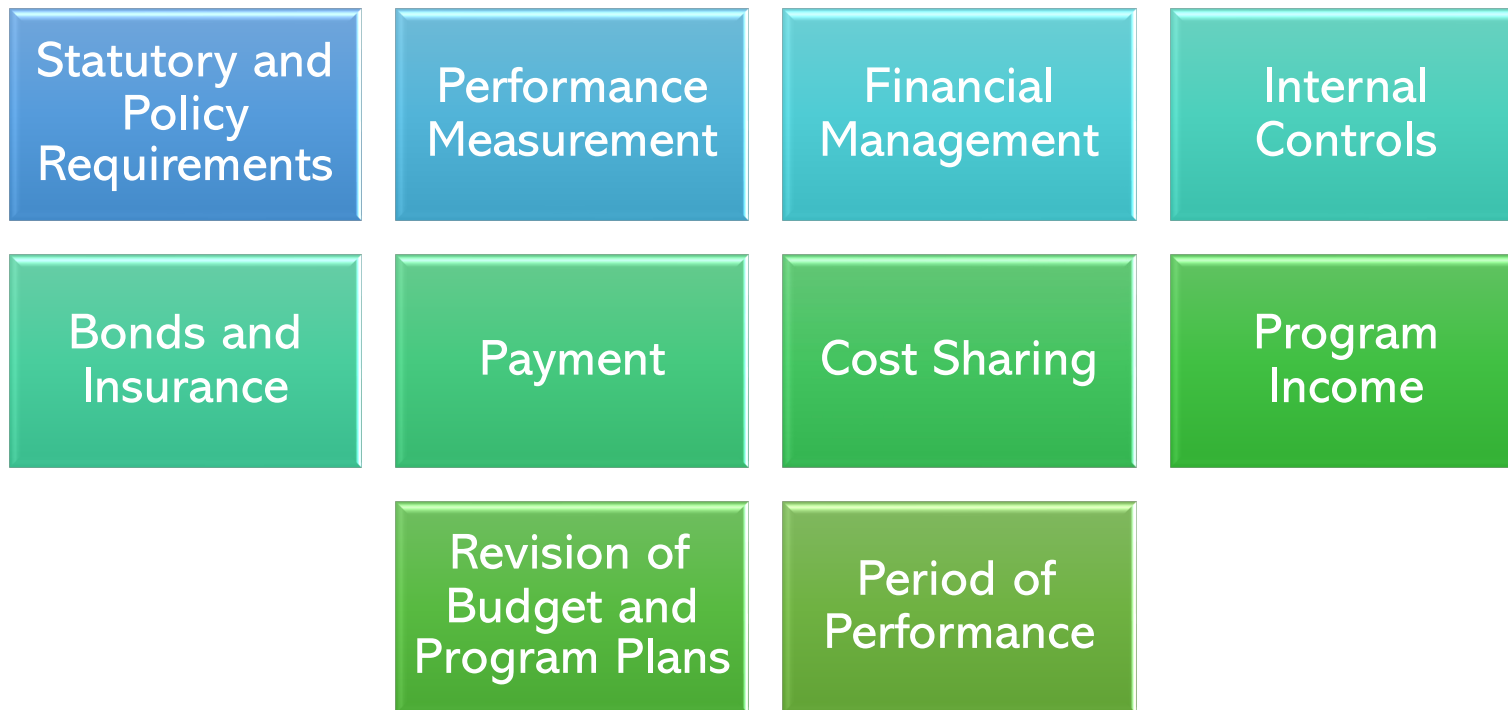 Statutory and
Policy
Requirements
Performance
Measurement
Financial
Management
Internal
Controls
Bonds and
Insurance
Payment
Cost Sharing
Program
Income
Revision of
Budget and
Program Plans
Period of
Performance